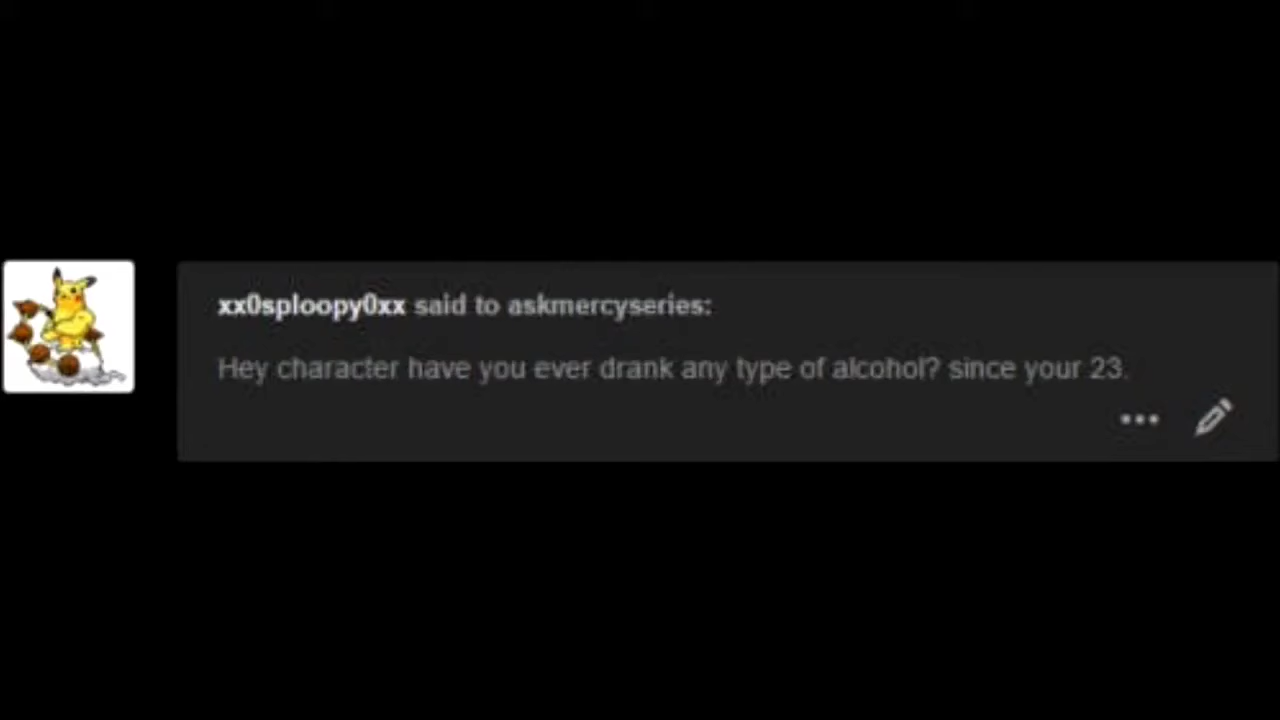 xx0sploopy0xx said to askmercyseries:
Hey character have you ever drank any type of alcohol? since your 23.